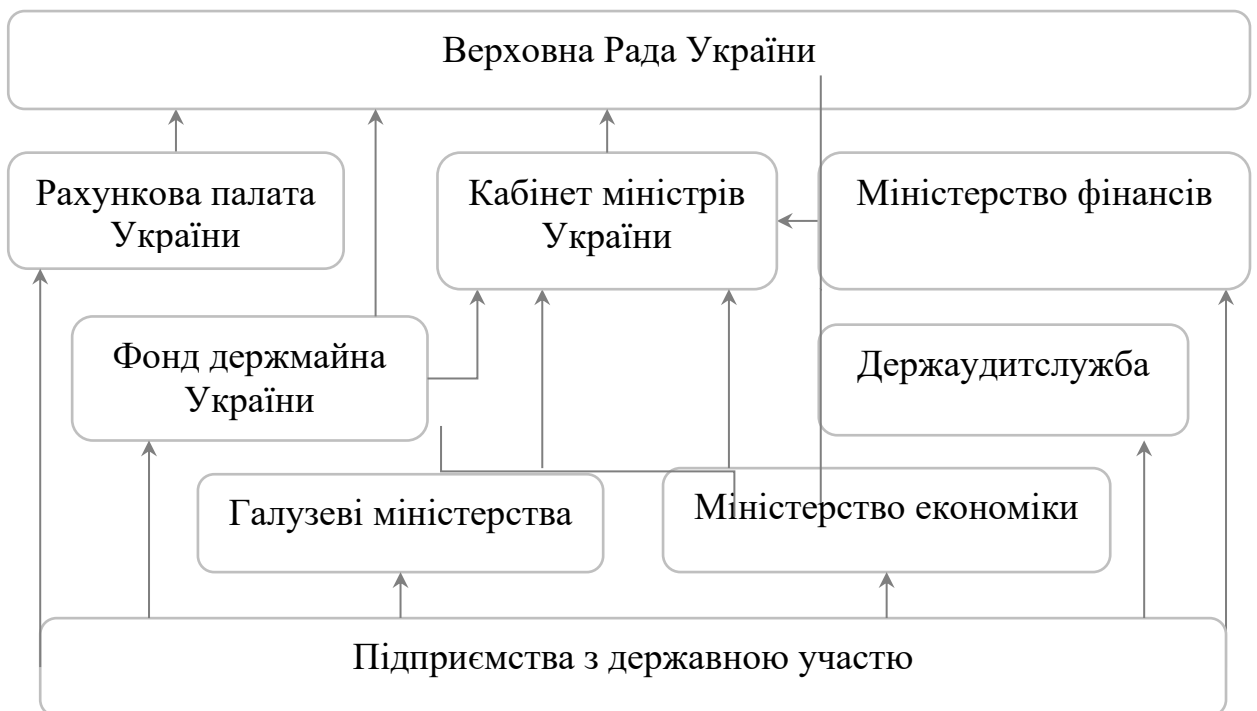 Верховна Рада України
Рахункова палата
України
Кабінет міністрів
України
Міністерство фінансів
Фонд держмайна
України
Держаудитслужба
Галузеві міністерства
Міністерство економіки
Підприємства з державною участю